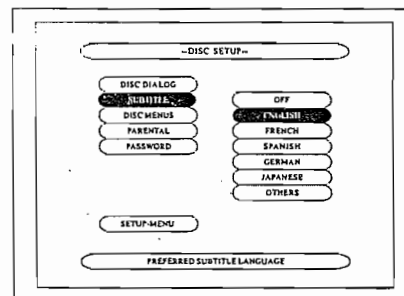 --DISC SETUP--
DISC DIALOG
SUBTITLE
DISC MENUS
PARENTAL
PASSWORD
OFF
ENGLISH
FRENCH
SPANISH
GERMAN
JAPANESE
OTHERS
SETUP-MENU
PREFERRED SUBTITLE LANGUAGE